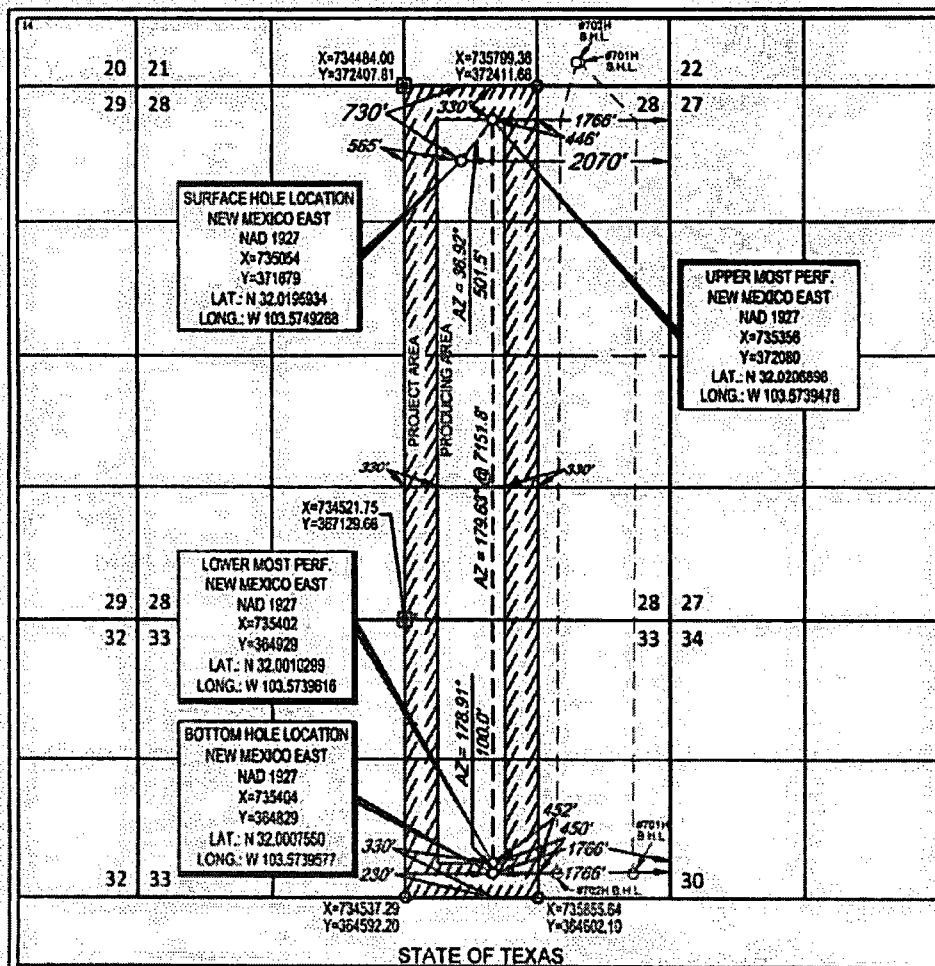 14
#702H
B.H.L.
#701H
B.H.L.
X=734484.00
Y=372407.81
X=735799.38
Y=372411.68
20 21
22
29 28
28 27
730'
330'
1766'
446'
565'
2070'
SURFACE HOLE LOCATION
NEW MEXICO EAST
NAD 1927
X=735054
Y=371679
LAT.: N 32.0195934
LONG.: W 103.5749268
AZ = 36.92°
501.5'
UPPER MOST PERF.
NEW MEXICO EAST
NAD 1927
X=735356
Y=372080
LAT.: N 32.0206896
LONG.: W 103.5739478
PROJECT AREA
PRODUCING AREA
330'
330'
AZ = 179.63° @ 7151.8'
X=734521.75
Y=367129.66
29 28
28 27
32 33
33 34
LOWER MOST PERF.
NEW MEXICO EAST
NAD 1927
X=735402
Y=364929
LAT.: N 32.0010299
LONG.: W 103.5739616
AZ = 178.91°
100.0'
BOTTOM HOLE LOCATION
NEW MEXICO EAST
NAD 1927
X=735404
Y=364829
LAT.: N 32.0007550
LONG.: W 103.5739577
452'
450'
1766'
#701H
B.H.L.
330'
230'
1766'
#702H B.H.L.
32 33
30
X=734537.29
Y=364592.20
X=735855.64
Y=364602.10
STATE OF TEXAS